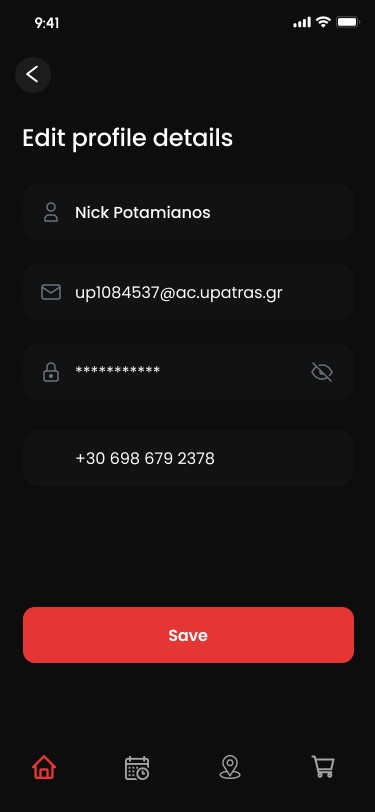 9:41
Edit profile details
Nick Potamianos
up1084537@ac.upatras.gr
***********
+30 698 679 2378
Save